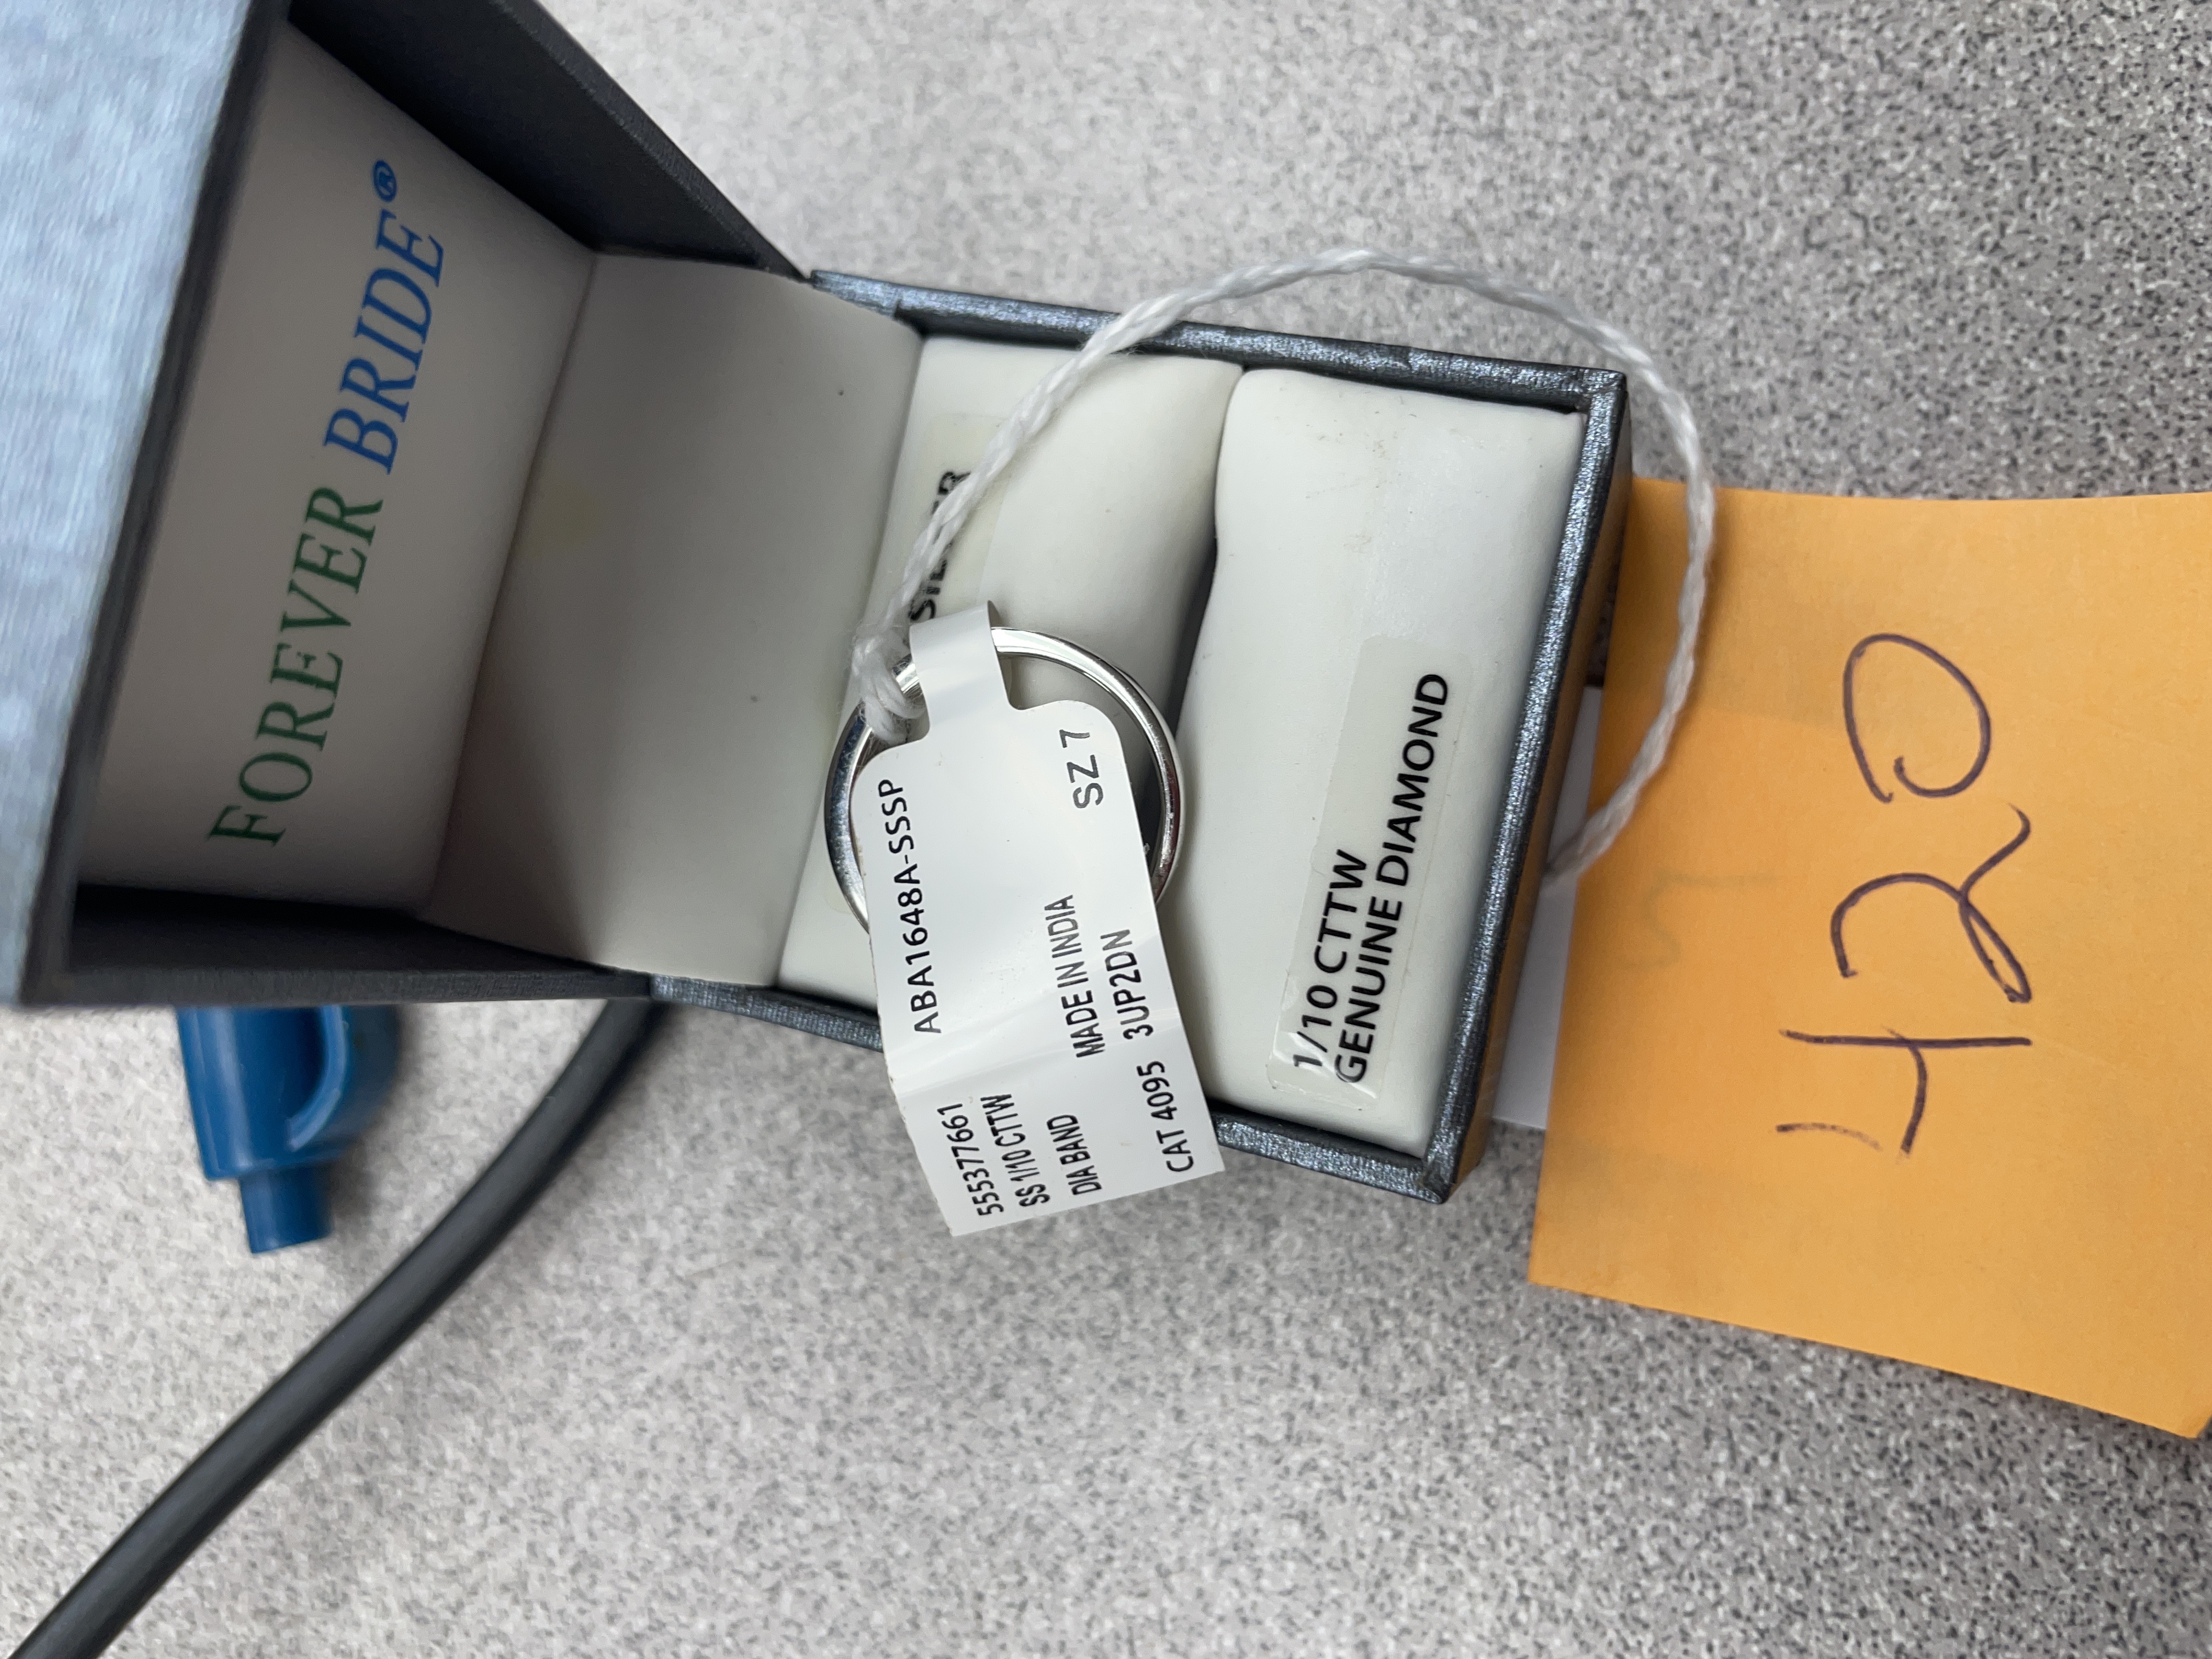 FOREVER BRIDE®
ABA1648A-SSSP
SZ 7
555377661
SS 1/10 CTTW
DIA BAND
MADE IN INDIA
CAT 4095 3UP2DN
1/10 CTTW
GENUINE DIAMOND
420